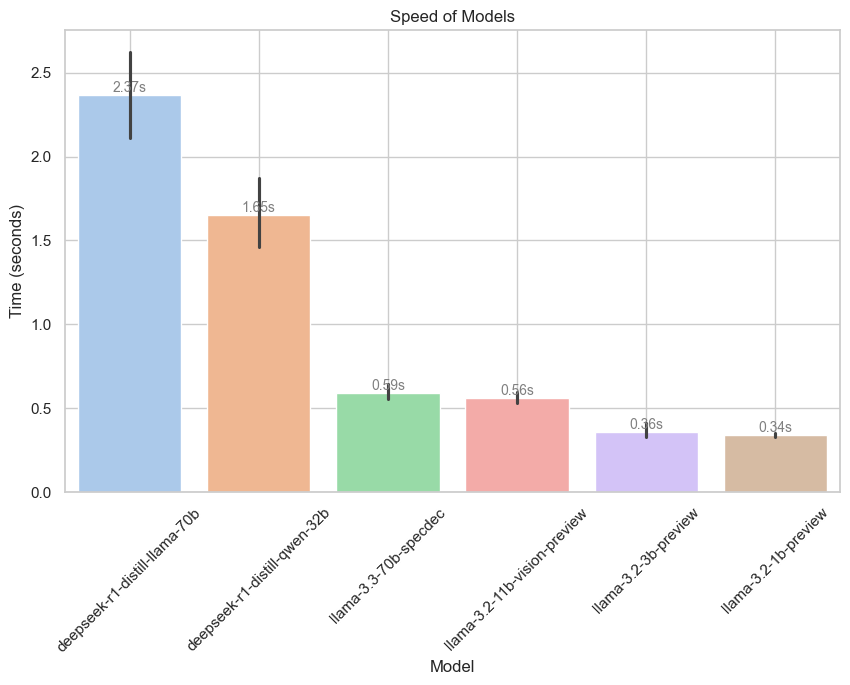 Speed of Models
Time (seconds)
2.5
2.0
1.5
1.0
0.5
0.0
2.37s
1.65s
0.59s
0.56s
0.36s
0.34s
deepseek-r1-distill-llama-70b
deepseek-r1-distill-qwen-32b
llama-3.3-70b-specdec
llama-3.2-11b-vision-preview
llama-3.2-3b-preview
llama-3.2-1b-preview
Model